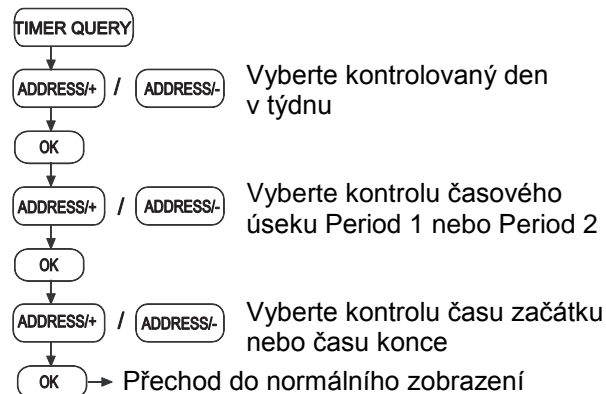 TIMER QUERY
ADDRESS/+ / ADDRESS/- Vyberte kontrolovaný den
v týdnu
OK
ADDRESS/+ / ADDRESS/- Vyberte kontrolu časového
úseku Period 1 nebo Period 2
OK
ADDRESS/+ / ADDRESS/- Vyberte kontrolu času začátku
nebo času konce
OK Přechod do normálního zobrazení